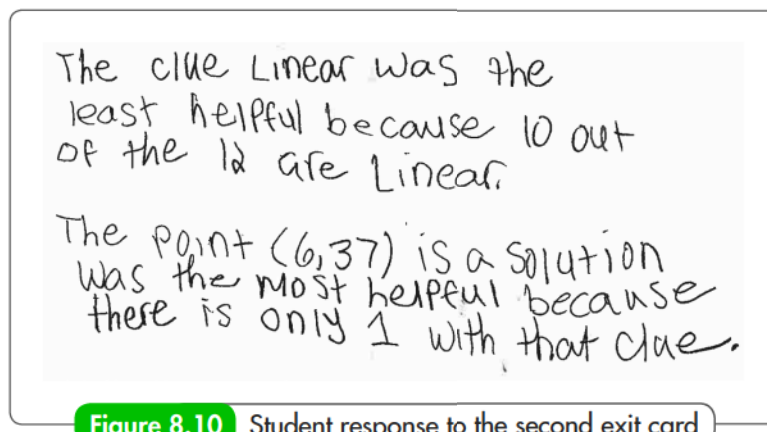 The clue Linear was the
least helpful because 10 out
of the 12 are Linear.
The point (6,37) is a solution
was the most helpful because
there is only 1 with that clue.
Figure 8.10 Student response to the second exit card